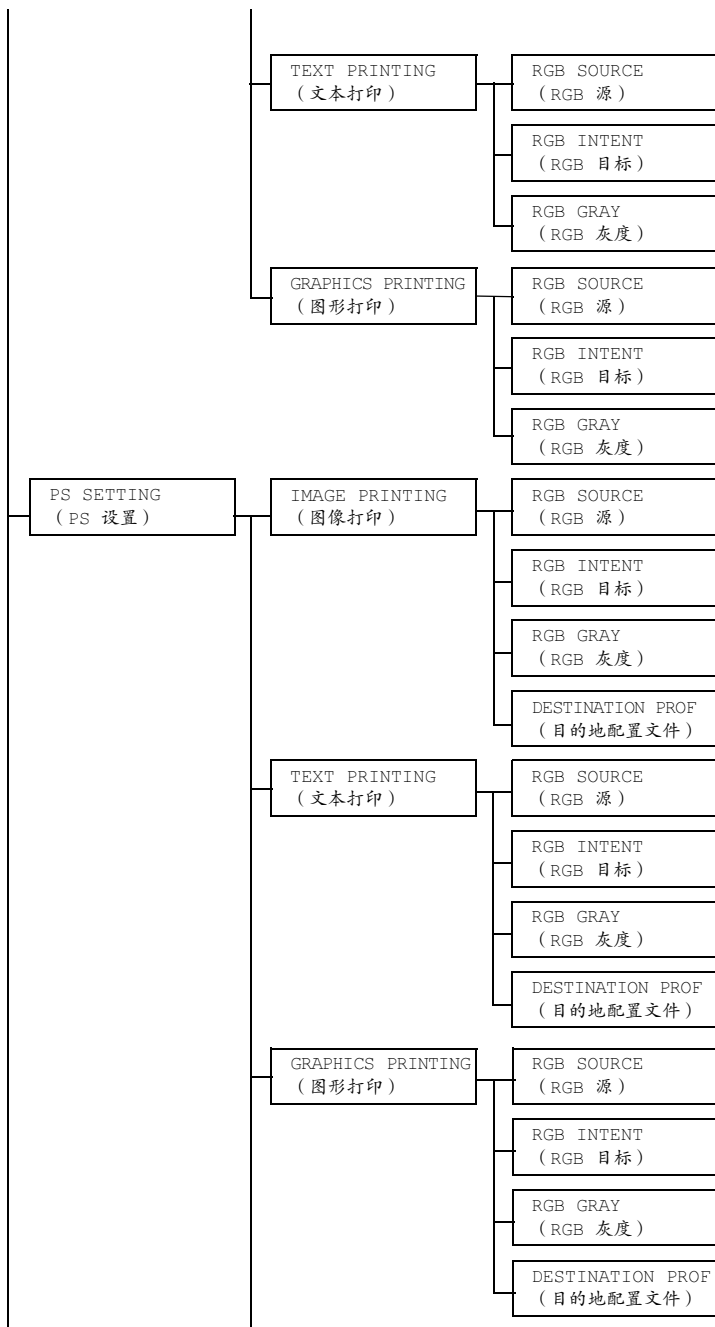 TEXT PRINTING
（文本打印）
RGB SOURCE
（RGB 源）
RGB INTENT
（RGB 目标）
RGB GRAY
（RGB 灰度）
GRAPHICS PRINTING
（图形打印）
RGB SOURCE
（RGB 源）
RGB INTENT
（RGB 目标）
RGB GRAY
（RGB 灰度）
PS SETTING
（PS 设置）
IMAGE PRINTING
（图像打印）
RGB SOURCE
（RGB 源）
RGB INTENT
（RGB 目标）
RGB GRAY
（RGB 灰度）
DESTINATION PROF
（目的地配置文件）
TEXT PRINTING
（文本打印）
RGB SOURCE
（RGB 源）
RGB INTENT
（RGB 目标）
RGB GRAY
（RGB 灰度）
DESTINATION PROF
（目的地配置文件）
GRAPHICS PRINTING
（图形打印）
RGB SOURCE
（RGB 源）
RGB INTENT
（RGB 目标）
RGB GRAY
（RGB 灰度）
DESTINATION PROF
（目的地配置文件）